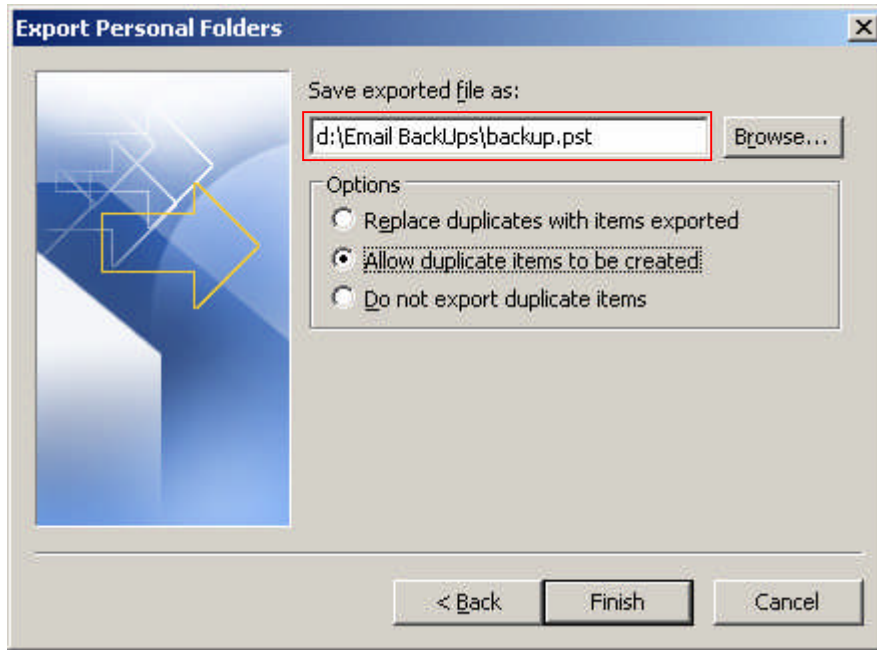 Export Personal Folders
Save exported file as:
d:\Email BackUps\backup.pst
Browse...
Options
Replace duplicates with items exported
Allow duplicate items to be created
Do not export duplicate items
< Back
Finish
Cancel